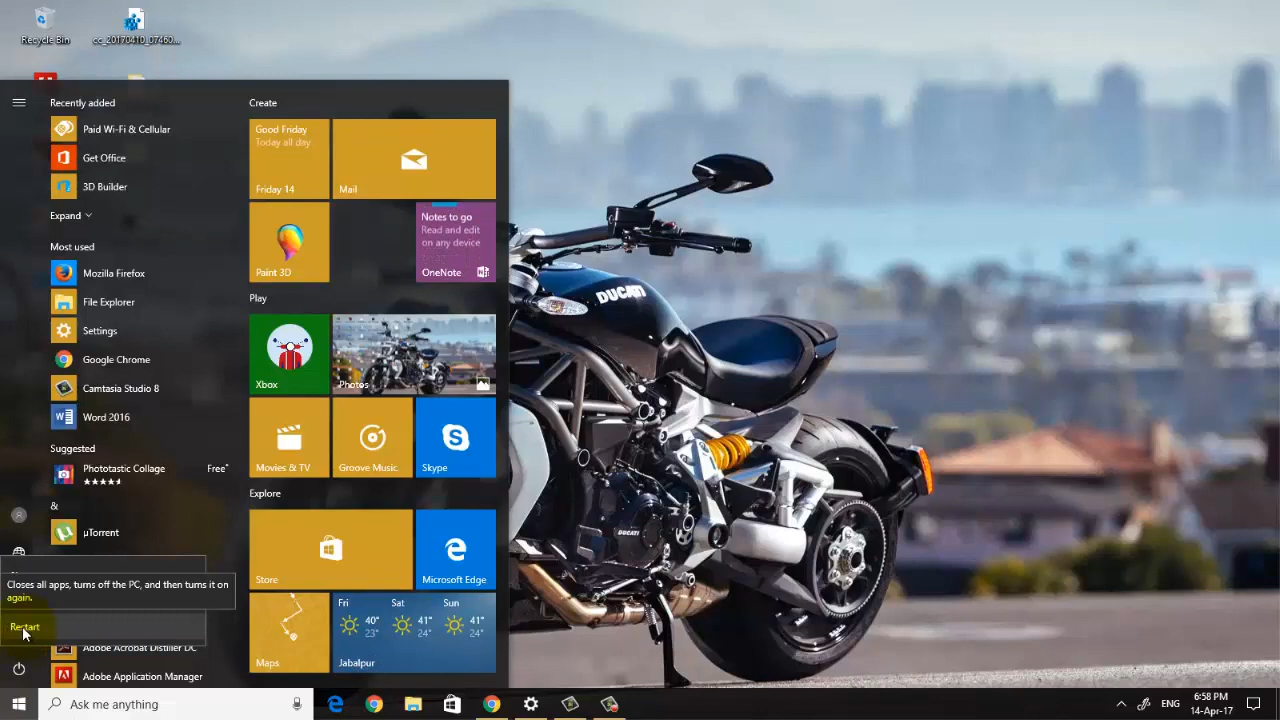 Recycle Bin
cc_20170410_07460...
Recently added
Paid Wi-Fi & Cellular
Get Office
3D Builder
Expand
Most used
Mozilla Firefox
File Explorer
Settings
Google Chrome
Camtasia Studio 8
Word 2016
Suggested
Phototastic Collage
Free*
&
µTorrent
Closes all apps, turns off the PC, and then turns it on
again.
Restart
Adobe Acrobat Distiller DC
Adobe Application Manager
Create
Good Friday
Today all day
Friday 14
Mail
Paint 3D
Notes to go
Read and edit
on any device
OneNote
Play
Xbox
Photos
Movies & TV
Groove Music
Skype
Explore
Store
Microsoft Edge
Maps
Fri
Sat
Sun
40°
23°
41°
24°
41°
24°
Jabalpur
DUCATI
DUCATI
Ask me anything
ENG
6:58 PM
14-Apr-17